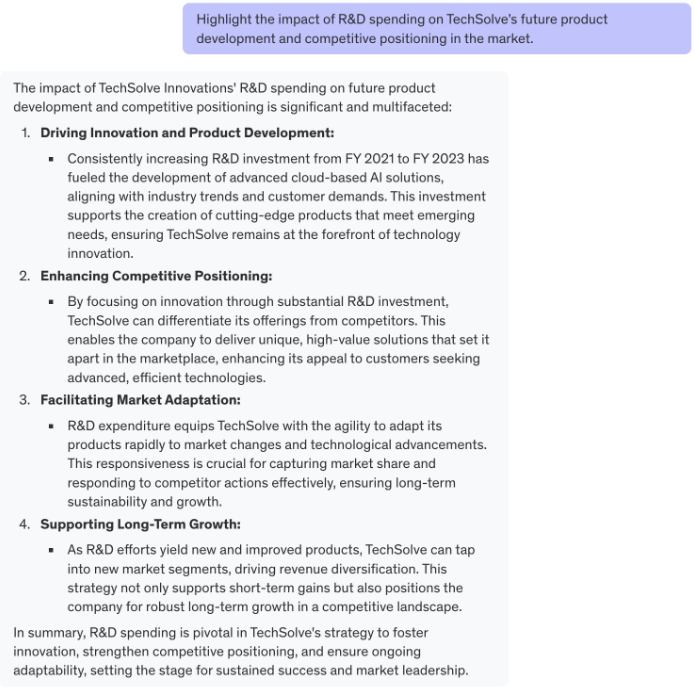 Highlight the impact of R&D spending on TechSolve's future product
development and competitive positioning in the market.
The impact of TechSolve Innovations' R&D spending on future product
development and competitive positioning is significant and multifaceted:
1. Driving Innovation and Product Development:
▪ Consistently increasing R&D investment from FY 2021 to FY 2023 has
fueled the development of advanced cloud-based AI solutions,
aligning with industry trends and customer demands. This investment
supports the creation of cutting-edge products that meet emerging
needs, ensuring TechSolve remains at the forefront of technology
innovation.
2. Enhancing Competitive Positioning:
▪ By focusing on innovation through substantial R&D investment,
TechSolve can differentiate its offerings from competitors. This
enables the company to deliver unique, high-value solutions that set it
apart in the marketplace, enhancing its appeal to customers seeking
advanced, efficient technologies.
3. Facilitating Market Adaptation:
▪ R&D expenditure equips TechSolve with the agility to adapt its
products rapidly to market changes and technological advancements.
This responsiveness is crucial for capturing market share and
responding to competitor actions effectively, ensuring long-term
sustainability and growth.
4. Supporting Long-Term Growth:
▪ As R&D efforts yield new and improved products, TechSolve can tap
into new market segments, driving revenue diversification. This
strategy not only supports short-term gains but also positions the
company for robust long-term growth in a competitive landscape.
In summary, R&D spending is pivotal in TechSolve's strategy to foster
innovation, strengthen competitive positioning, and ensure ongoing
adaptability, setting the stage for sustained success and market leadership.